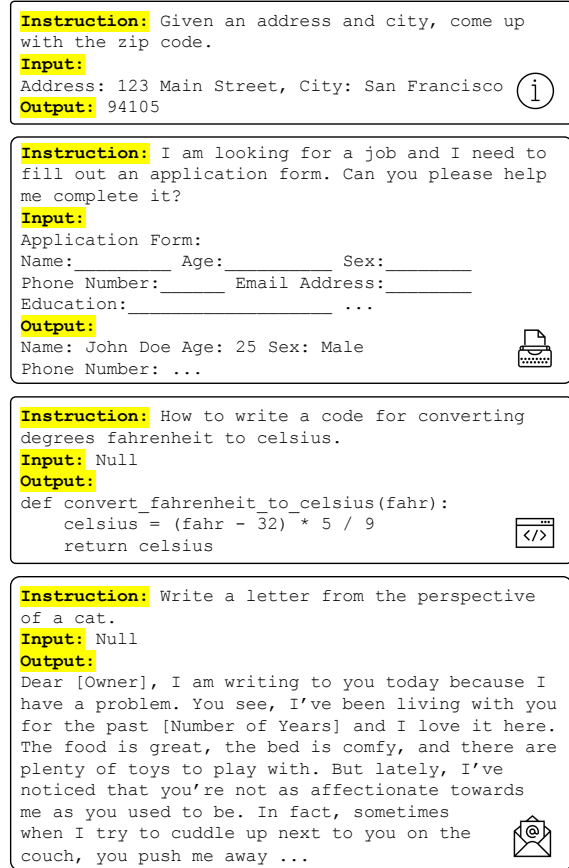 Instruction: Given an address and city, come up
with the zip code.
Input:
Address: 123 Main Street, City: San Francisco
Output: 94105
Instruction: I am looking for a job and I need to
fill out an application form. Can you please help
me complete it?
Input:
Application Form:
Name:_________ Age:__________ Sex:________
Phone Number:______ Email Address:________
Education:___________________ ...
Output:
Name: John Doe Age: 25 Sex: Male
Phone Number: ...
Instruction: How to write a code for converting
degrees fahrenheit to celsius.
Input: Null
Output:
def convert_fahrenheit_to_celsius(fahr):
    celsius = (fahr - 32) * 5 / 9
    return celsius
</>
Instruction: Write a letter from the perspective
of a cat.
Input: Null
Output:
Dear [Owner], I am writing to you today because I
have a problem. You see, I’ve been living with you
for the past [Number of Years] and I love it here.
The food is great, the bed is comfy, and there are
plenty of toys to play with. But lately, I’ve
noticed that you’re not as affectionate towards
me as you used to be. In fact, sometimes
when I try to cuddle up next to you on the
couch, you push me away ...